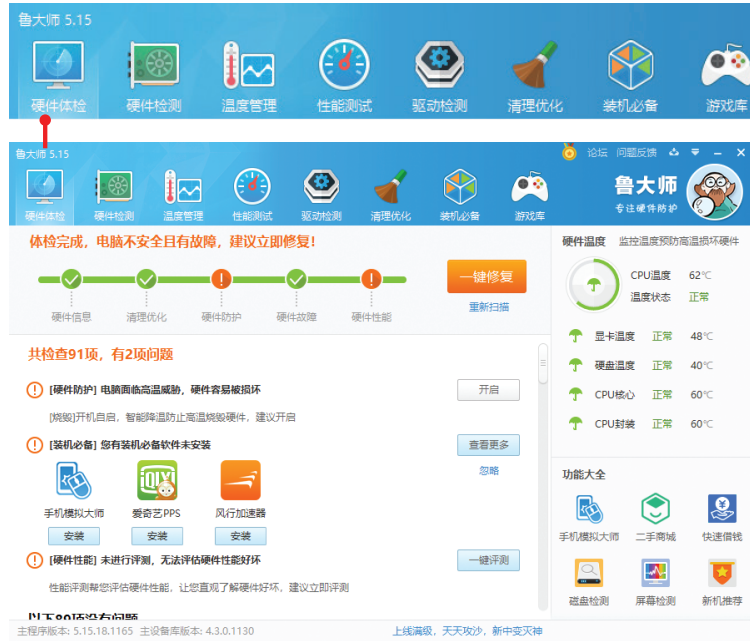 鲁大师 5.15
硬件体检 硬件检测 温度管理 性能测试 驱动检测 清理优化 装机必备 游戏库
鲁大师 5.15 论坛 问题反馈
硬件体检 硬件检测 温度管理 性能测试 驱动检测 清理优化 装机必备 游戏库
鲁大师
专注硬件防护
体检完成，电脑不安全且有故障，建议立即修复！
硬件信息 清理优化 硬件防护 硬件故障 硬件性能
一键修复
重新扫描
共检查91项，有2项问题
[硬件防护] 电脑面临高温威胁，硬件容易被损坏 开启
[烧毁]开机自启，智能降温防止高温烧毁硬件，建议开启
[装机必备] 您有装机必备软件未安装 查看更多
忽略
手机模拟大师 爱奇艺PPS 风行加速器
安装 安装 安装
[硬件性能] 未进行评测，无法评估硬件性能好坏 一键评测
性能评测帮您评估硬件性能，让您直观了解硬件好坏、建议立即评测
以下89项没有问题
硬件温度 监控温度预防高温损坏硬件
CPU温度 62℃
温度状态 正常
显卡温度 正常 48℃
硬盘温度 正常 40℃
CPU核心 正常 60℃
CPU封装 正常 60℃
功能大全
手机模拟大师 二手商城 快速借钱
磁盘检测 屏幕检测 新机推荐
主程序版本: 5.15.18.1165 主设备库版本: 4.3.0.1130 上线满级，天天攻沙，新中变灭神